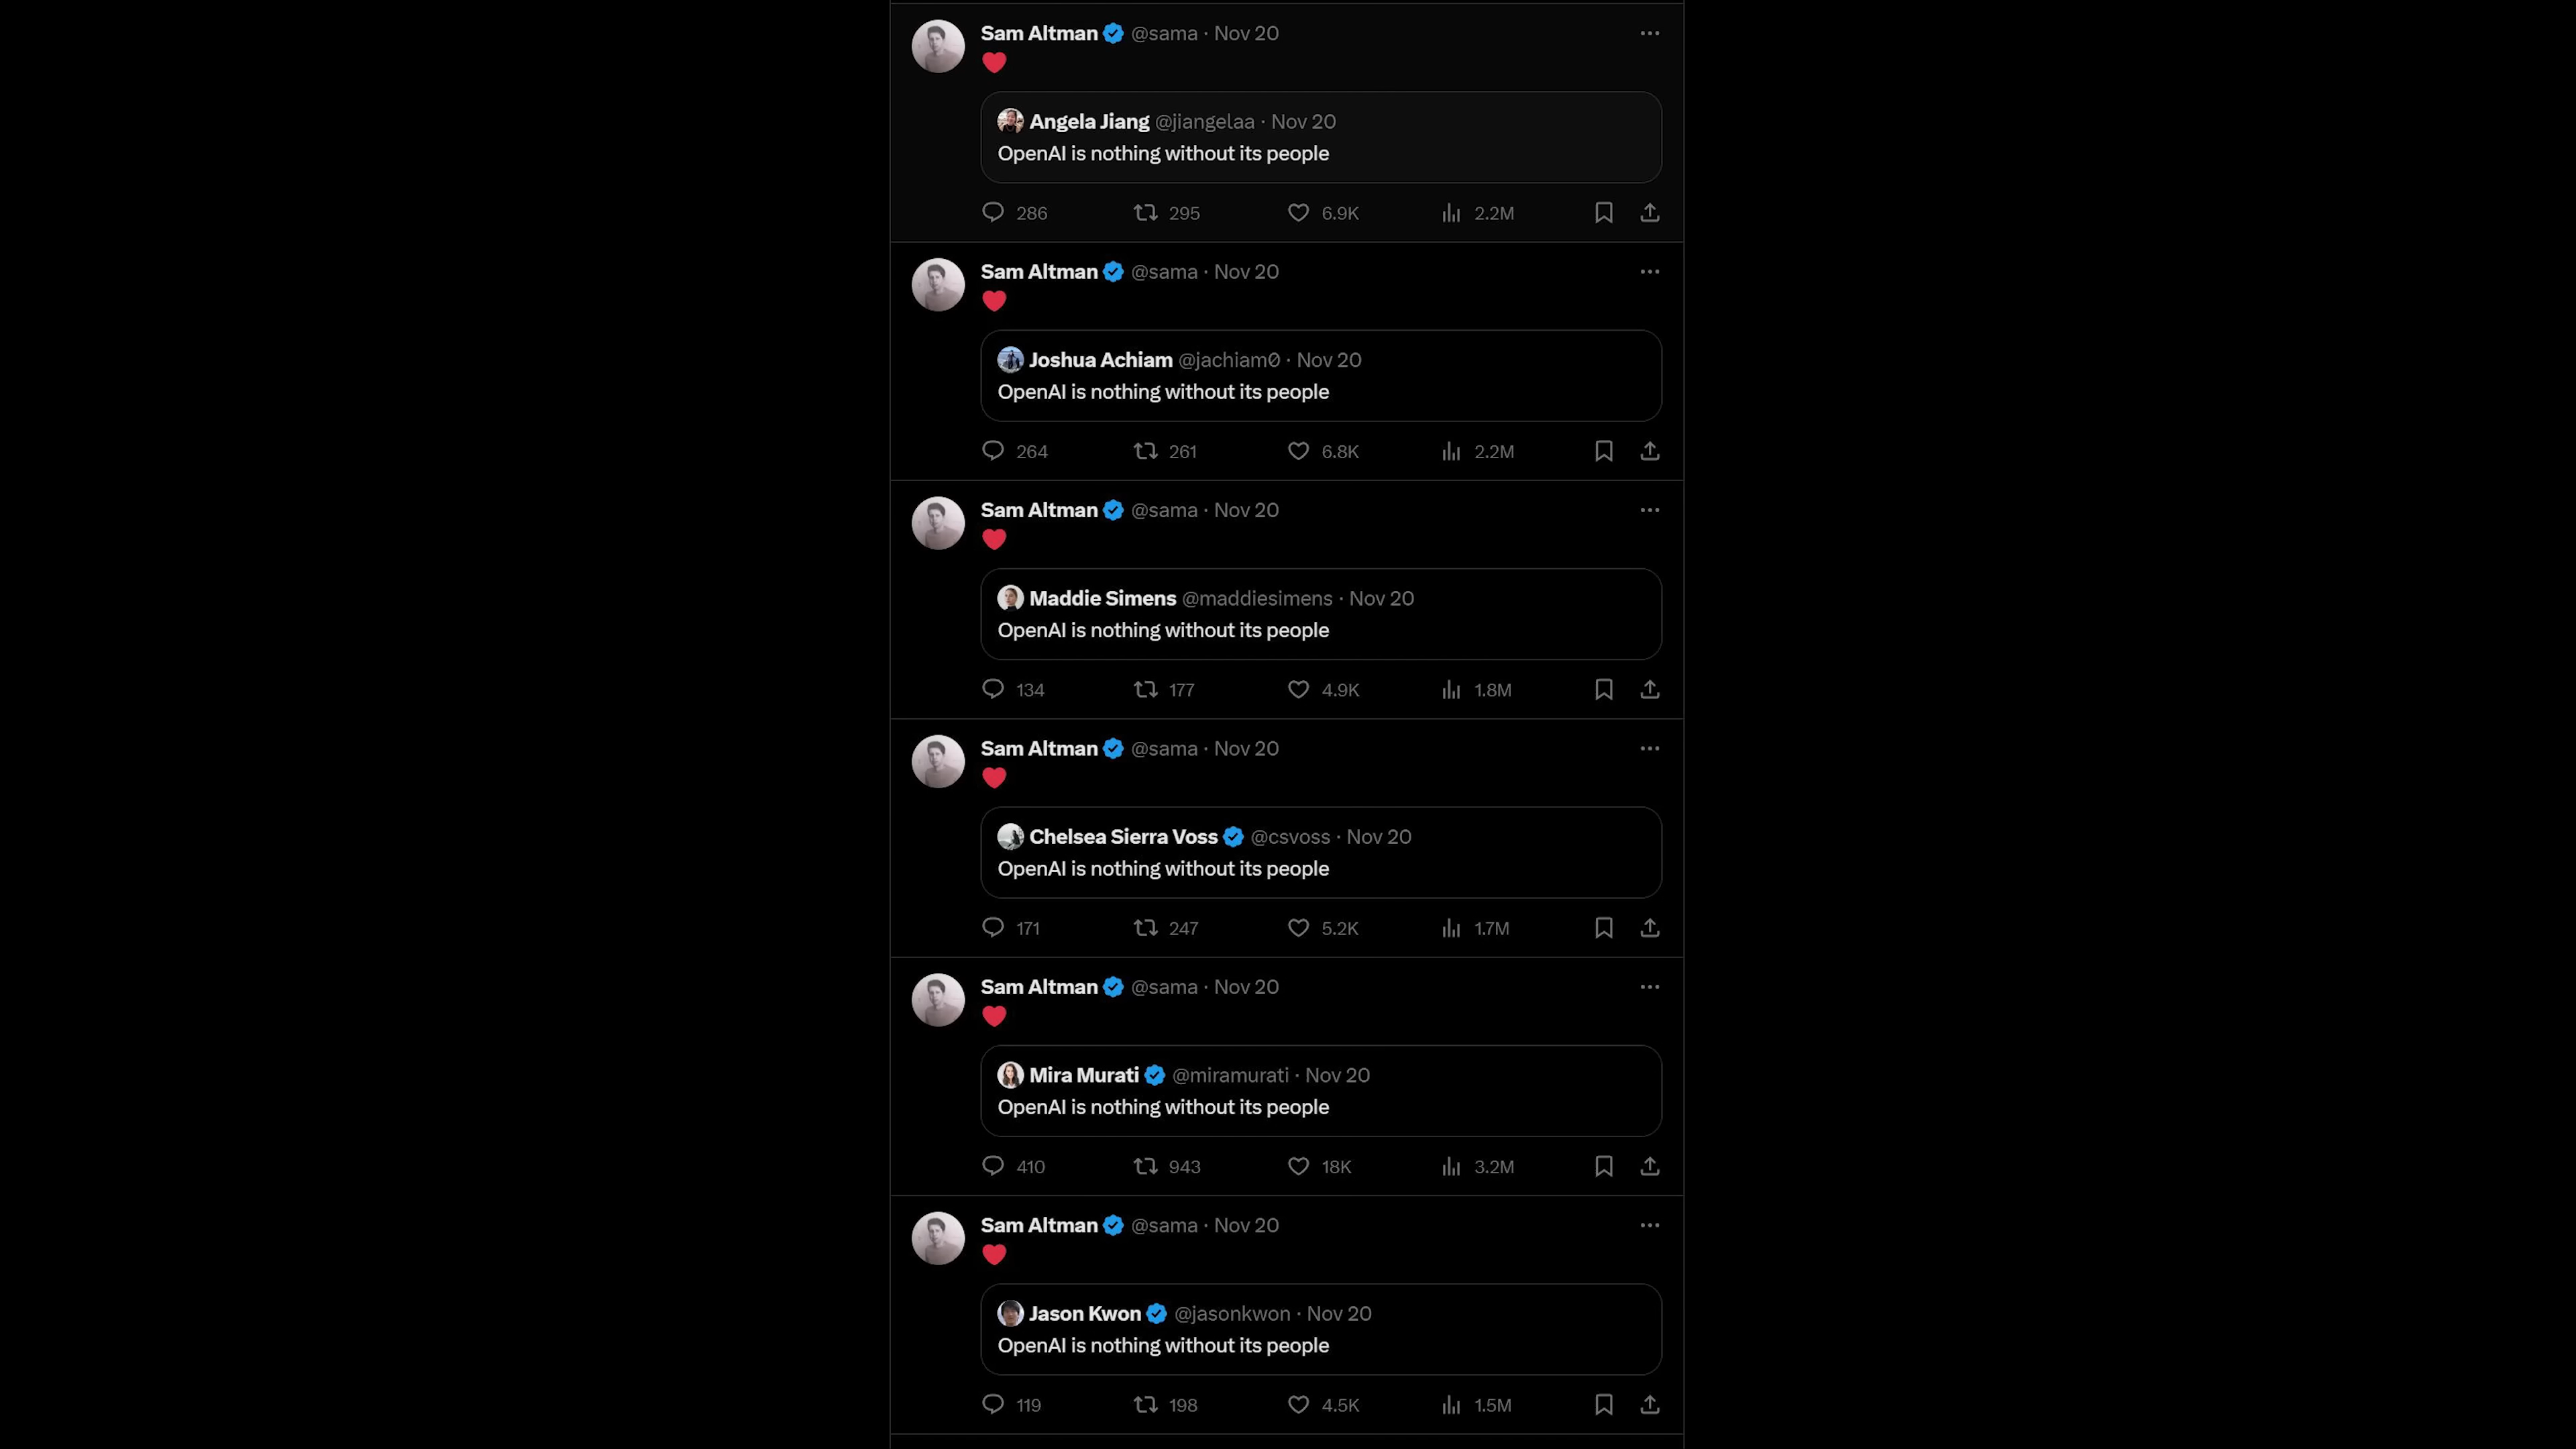 Sam Altman @sama · Nov 20
❤️
Angela Jiang @jiangelaa · Nov 20
OpenAI is nothing without its people
286 295 6.9K 2.2M
Sam Altman @sama · Nov 20
❤️
Joshua Achiam @jachiam0 · Nov 20
OpenAI is nothing without its people
264 261 6.8K 2.2M
Sam Altman @sama · Nov 20
❤️
Maddie Simens @maddiesimens · Nov 20
OpenAI is nothing without its people
134 177 4.9K 1.8M
Sam Altman @sama · Nov 20
❤️
Chelsea Sierra Voss @csvoss · Nov 20
OpenAI is nothing without its people
171 247 5.2K 1.7M
Sam Altman @sama · Nov 20
❤️
Mira Murati @miramurati · Nov 20
OpenAI is nothing without its people
410 943 18K 3.2M
Sam Altman @sama · Nov 20
❤️
Jason Kwon @jasonkwon · Nov 20
OpenAI is nothing without its people
119 198 4.5K 1.5M